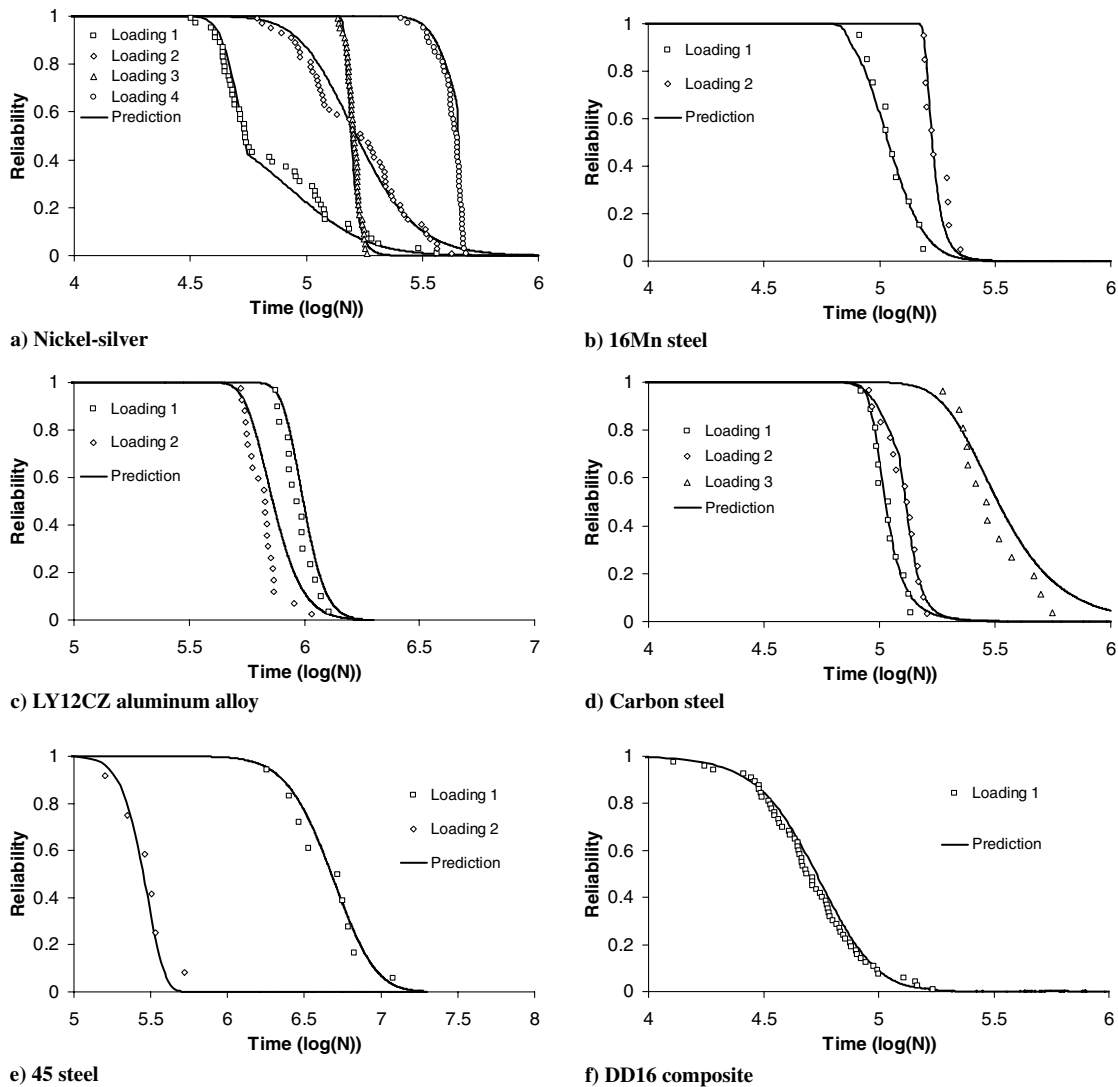 1
0.8
0.6
0.4
0.2
0
Reliability
Loading 1
Loading 2
Loading 3
Loading 4
Prediction
4
4.5
5
5.5
6
Time (log(N))
a) Nickel-silver
1
0.8
0.6
0.4
0.2
0
Reliability
Loading 1
Loading 2
Prediction
4
4.5
5
5.5
6
Time (log(N))
b) 16Mn steel
1
0.8
0.6
0.4
0.2
0
Reliability
Loading 1
Loading 2
Prediction
5
5.5
6
6.5
7
Time (log(N))
c) LY12CZ aluminum alloy
1
0.8
0.6
0.4
0.2
0
Reliability
Loading 1
Loading 2
Loading 3
Prediction
4
4.5
5
5.5
6
Time (log(N))
d) Carbon steel
1
0.8
0.6
0.4
0.2
0
Reliability
Loading 1
Loading 2
Prediction
5
5.5
6
6.5
7
7.5
8
Time (log(N))
e) 45 steel
1
0.8
0.6
0.4
0.2
0
Reliability
Loading 1
Prediction
4
4.5
5
5.5
6
Time (log(N))
f) DD16 composite